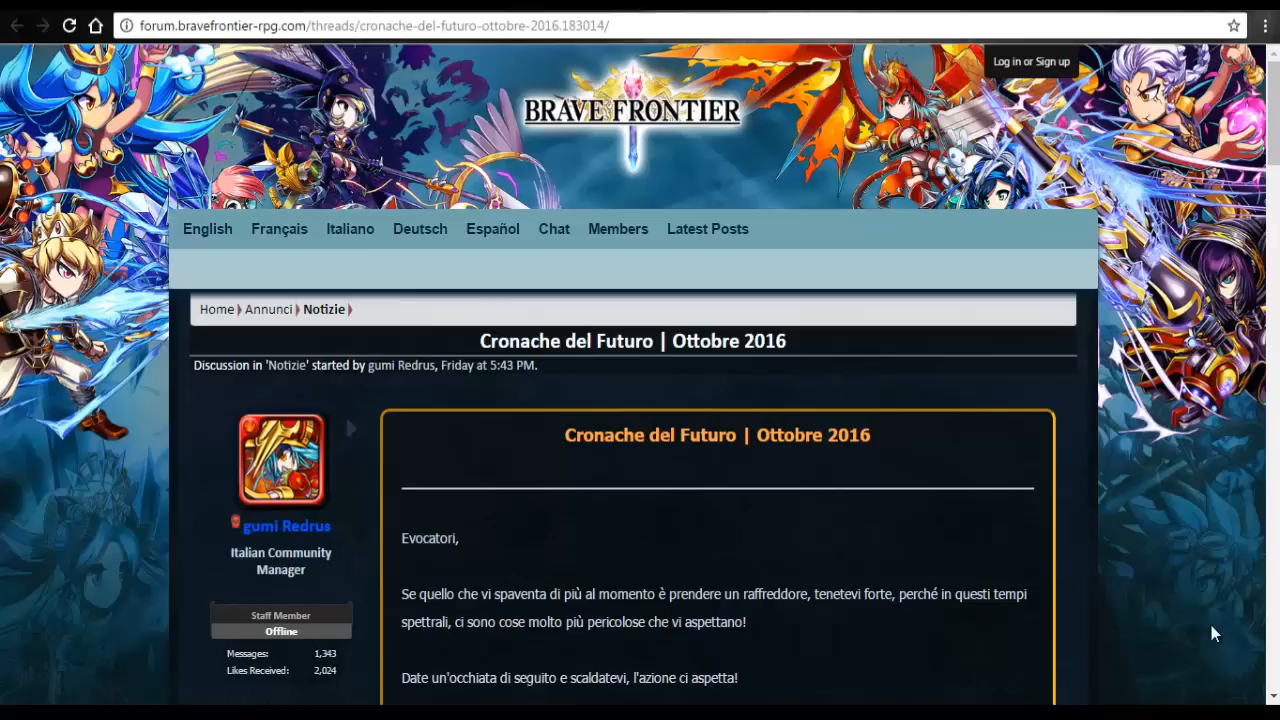 forum.bravefrontier-rpg.com/threads/cronache-del-futuro-ottobre-2016.183014/
Log in or Sign up
BRAVE FRONTIER
English Français Italiano Deutsch Español Chat Members Latest Posts
Home Annunci Notizie
Cronache del Futuro | Ottobre 2016
Discussion in 'Notizie' started by gumi Redrus, Friday at 5:43 PM.
gumi Redrus
Italian Community
Manager
Staff Member
Offline
Messages: 1,343
Likes Received: 2,024
Cronache del Futuro | Ottobre 2016
Evocatori,
Se quello che vi spaventa di più al momento è prendere un raffreddore, tenetevi forte, perché in questi tempi
spettrali, ci sono cose molto più pericolose che vi aspettano!
Date un'occhiata di seguito e scaldatevi, l'azione ci aspetta!